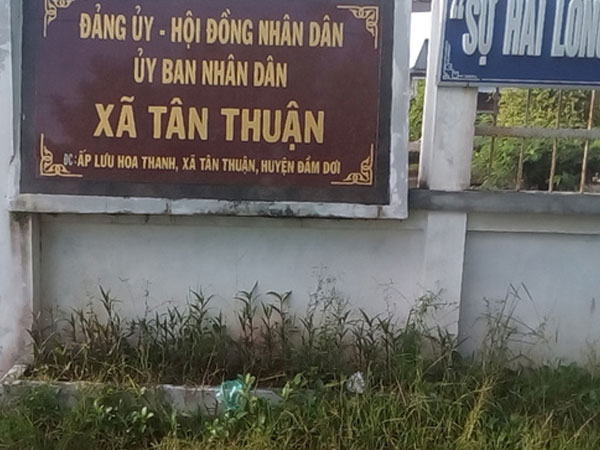 ĐẢNG ỦY - HỘI ĐỒNG NHÂN DÂN
ỦY BAN NHÂN DÂN
XÃ TÂN THUẬN
ĐC: ẤP LƯU HOA THANH, XÃ TÂN THUẬN, HUYỆN ĐẦM DƠI
"SỰ HÀI LÒNG